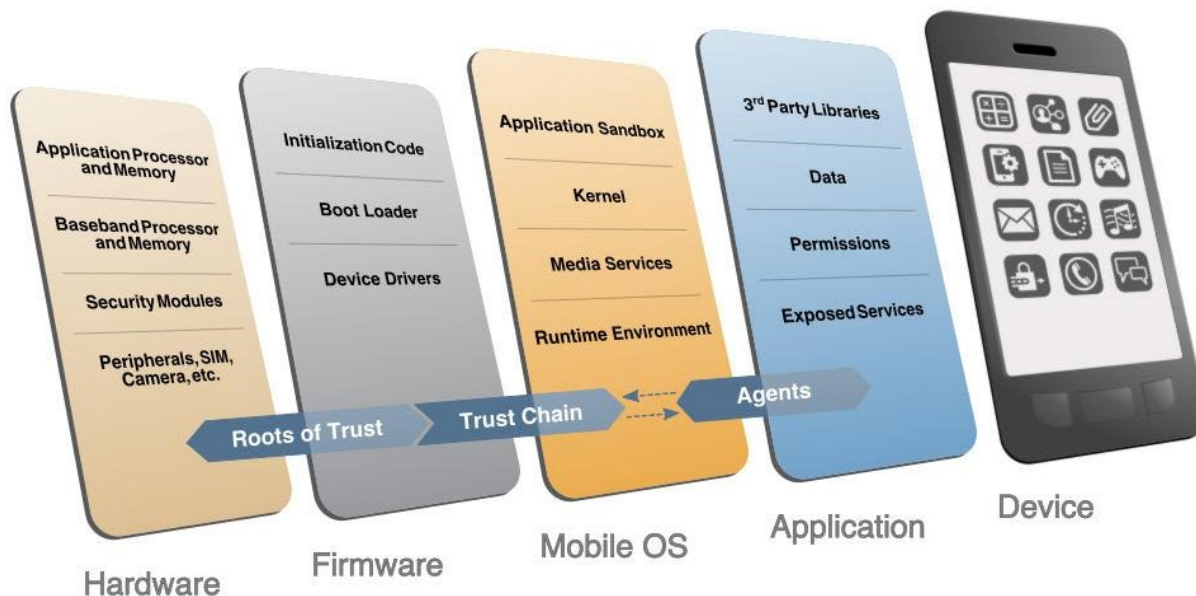 Application Processor
and Memory
Baseband Processor
and Memory
Security Modules
Peripherals, SIM,
Camera, etc.
Hardware
Initialization Code
Boot Loader
Device Drivers
Firmware
Application Sandbox
Kernel
Media Services
Runtime Environment
Mobile OS
3rd Party Libraries
Data
Permissions
Exposed Services
Application
Roots of Trust
Trust Chain
Agents
Device